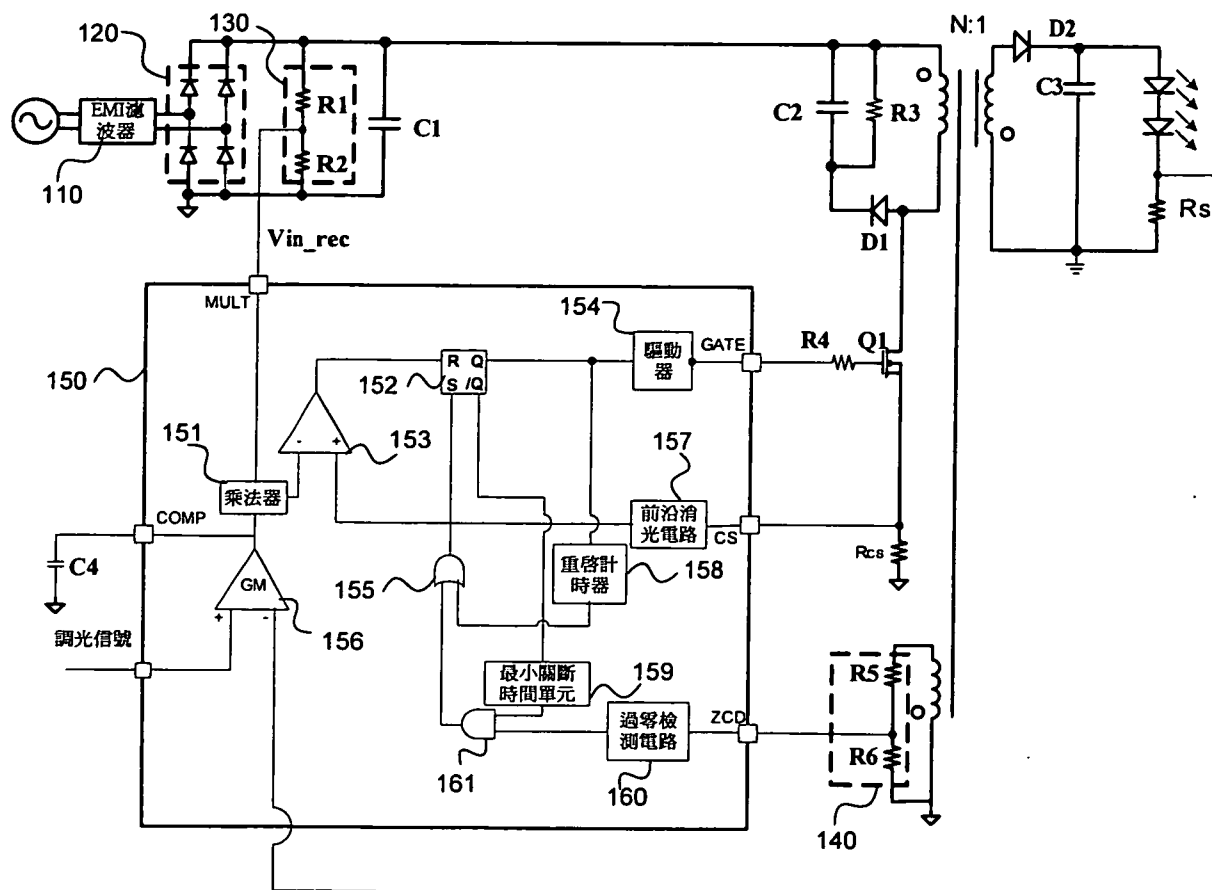 130
120
N:1
D2
EMI濾
波器
R1
R2
C1
C2
R3
C3
110
D1
Rs
Vin_rec
MULT
154
驅動
器
GATE
R4
Q1
150
R Q
S /Q
152
151
乘法器
- +
153
157
前沿消
光電路
CS
COMP
C4
GM
+ -
156
155
重啓計
時器
158
Rcs
調光信號
最小關斷
時間單元
159
R5
過零檢
測電路
ZCD
R6
161
160
140